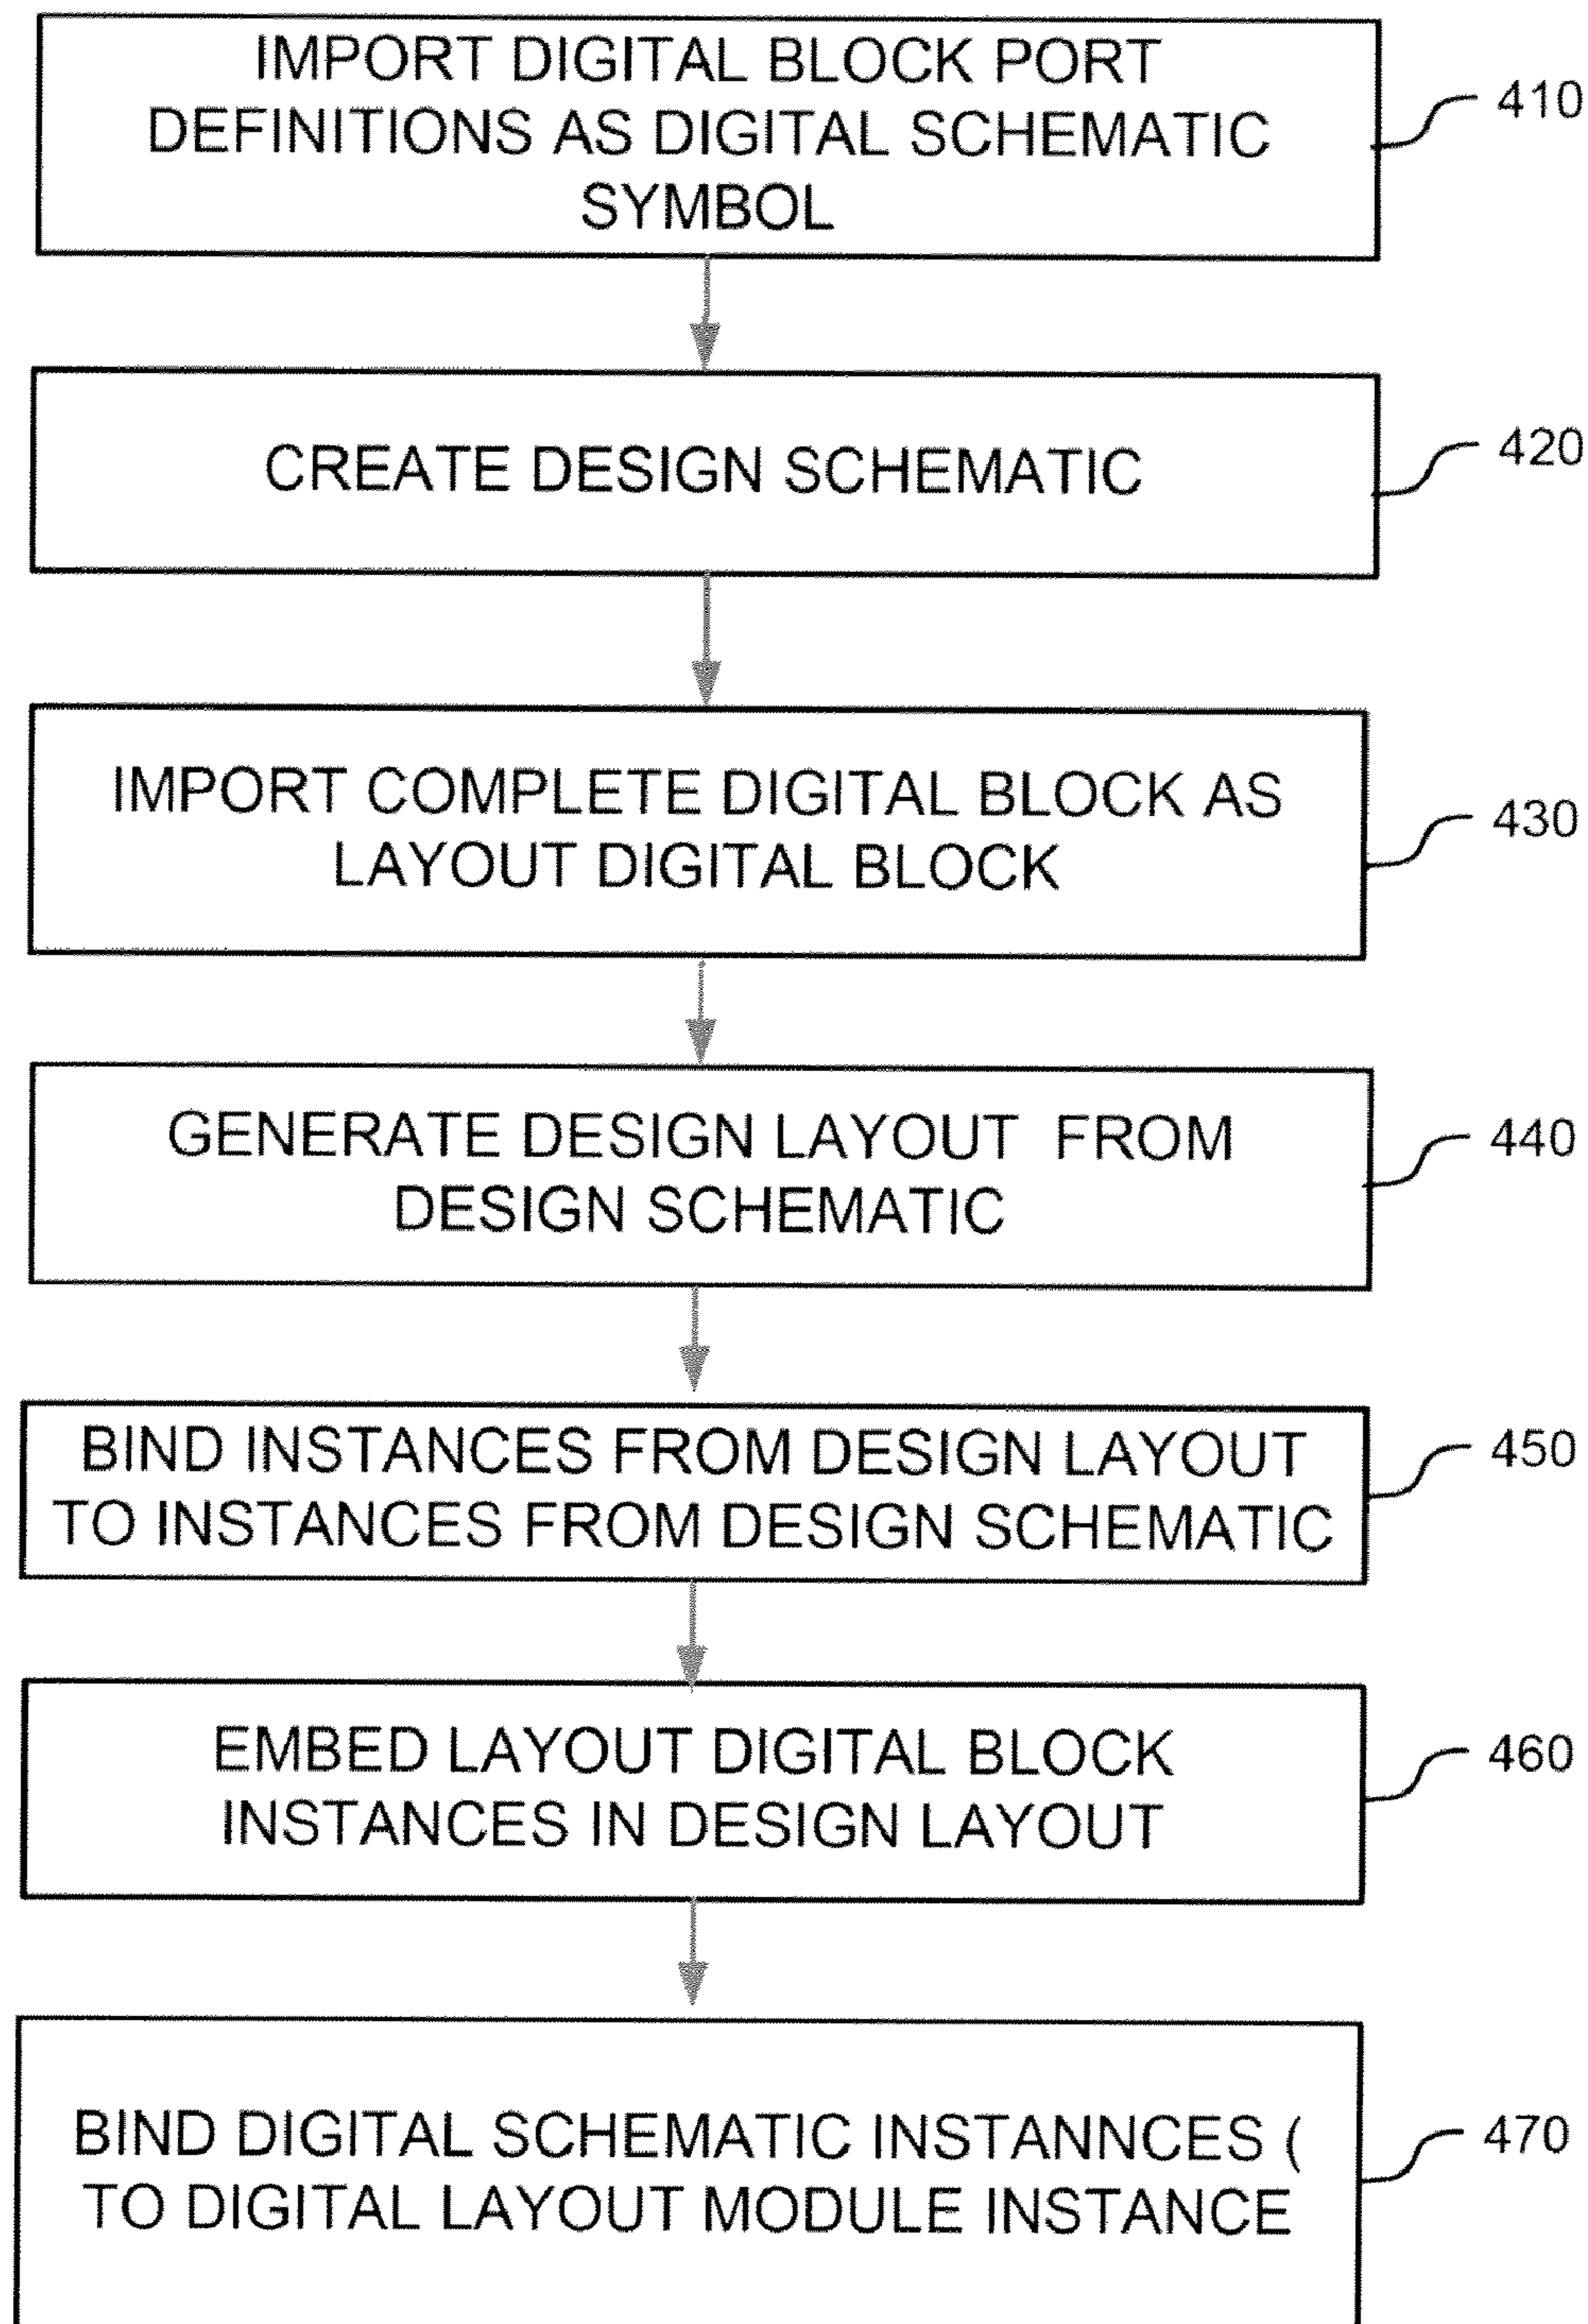 IMPORT DIGITAL BLOCK PORT
DEFINITIONS AS DIGITAL SCHEMATIC
SYMBOL
410
CREATE DESIGN SCHEMATIC
420
IMPORT COMPLETE DIGITAL BLOCK AS
LAYOUT DIGITAL BLOCK
430
GENERATE DESIGN LAYOUT FROM
DESIGN SCHEMATIC
440
BIND INSTANCES FROM DESIGN LAYOUT
TO INSTANCES FROM DESIGN SCHEMATIC
450
EMBED LAYOUT DIGITAL BLOCK
INSTANCES IN DESIGN LAYOUT
460
BIND DIGITAL SCHEMATIC INSTANNCES (
TO DIGITAL LAYOUT MODULE INSTANCE
470